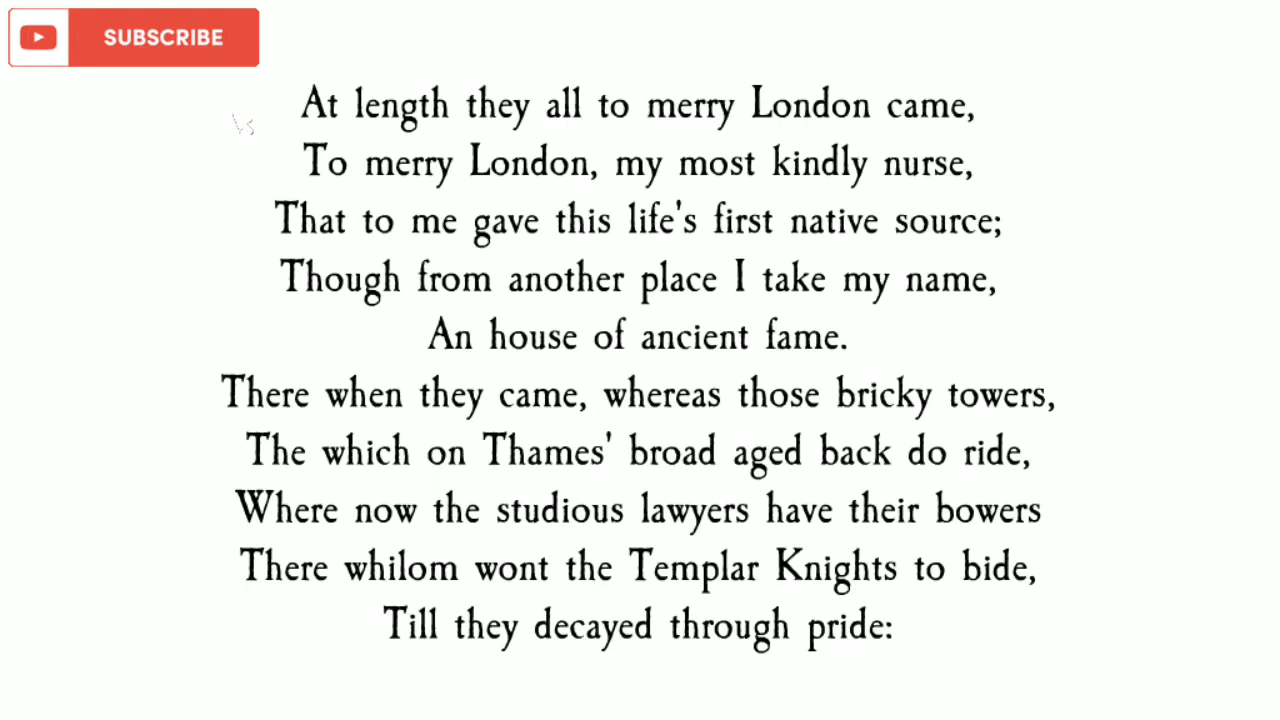 SUBSCRIBE
At length they all to merry London came,
To merry London, my most kindly nurse,
That to me gave this life's first native source;
Though from another place I take my name,
An house of ancient fame.
There when they came, whereas those bricky towers,
The which on Thames' broad aged back do ride,
Where now the studious lawyers have their bowers
There whilom wont the Templar Knights to bide,
Till they decayed through pride: